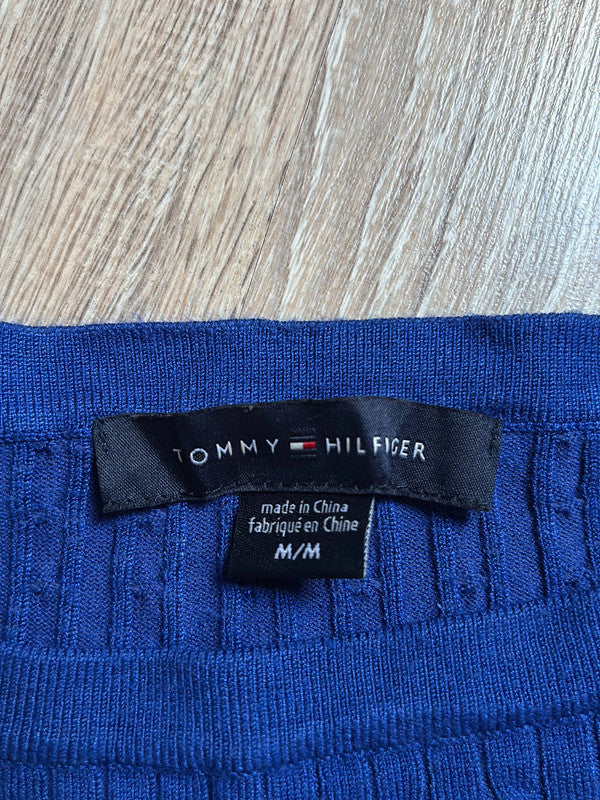 TOMMY HILFIGER
made in China
fabriqué en Chine
M/M